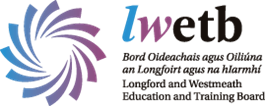 lwetb
Bord Oideachais agus Oiliúna
an Longfoirt agus na hIarmhí
Longford and Westmeath
Education and Training Board